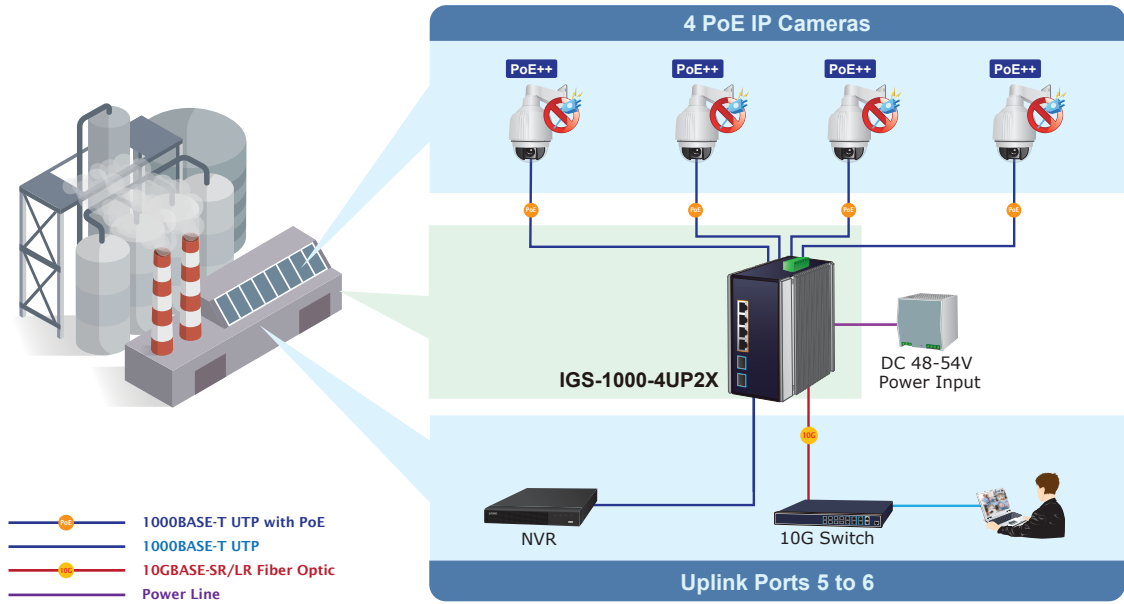 4 PoE IP Cameras
PoE++
PoE++
PoE++
PoE++
PoE
PoE
PoE
PoE
IGS-1000-4UP2X
DC 48-54V
Power Input
10G
NVR
10G Switch
PoE
1000BASE-T UTP with PoE
1000BASE-T UTP
10G
10GBASE-SR/LR Fiber Optic
Power Line
Uplink Ports 5 to 6